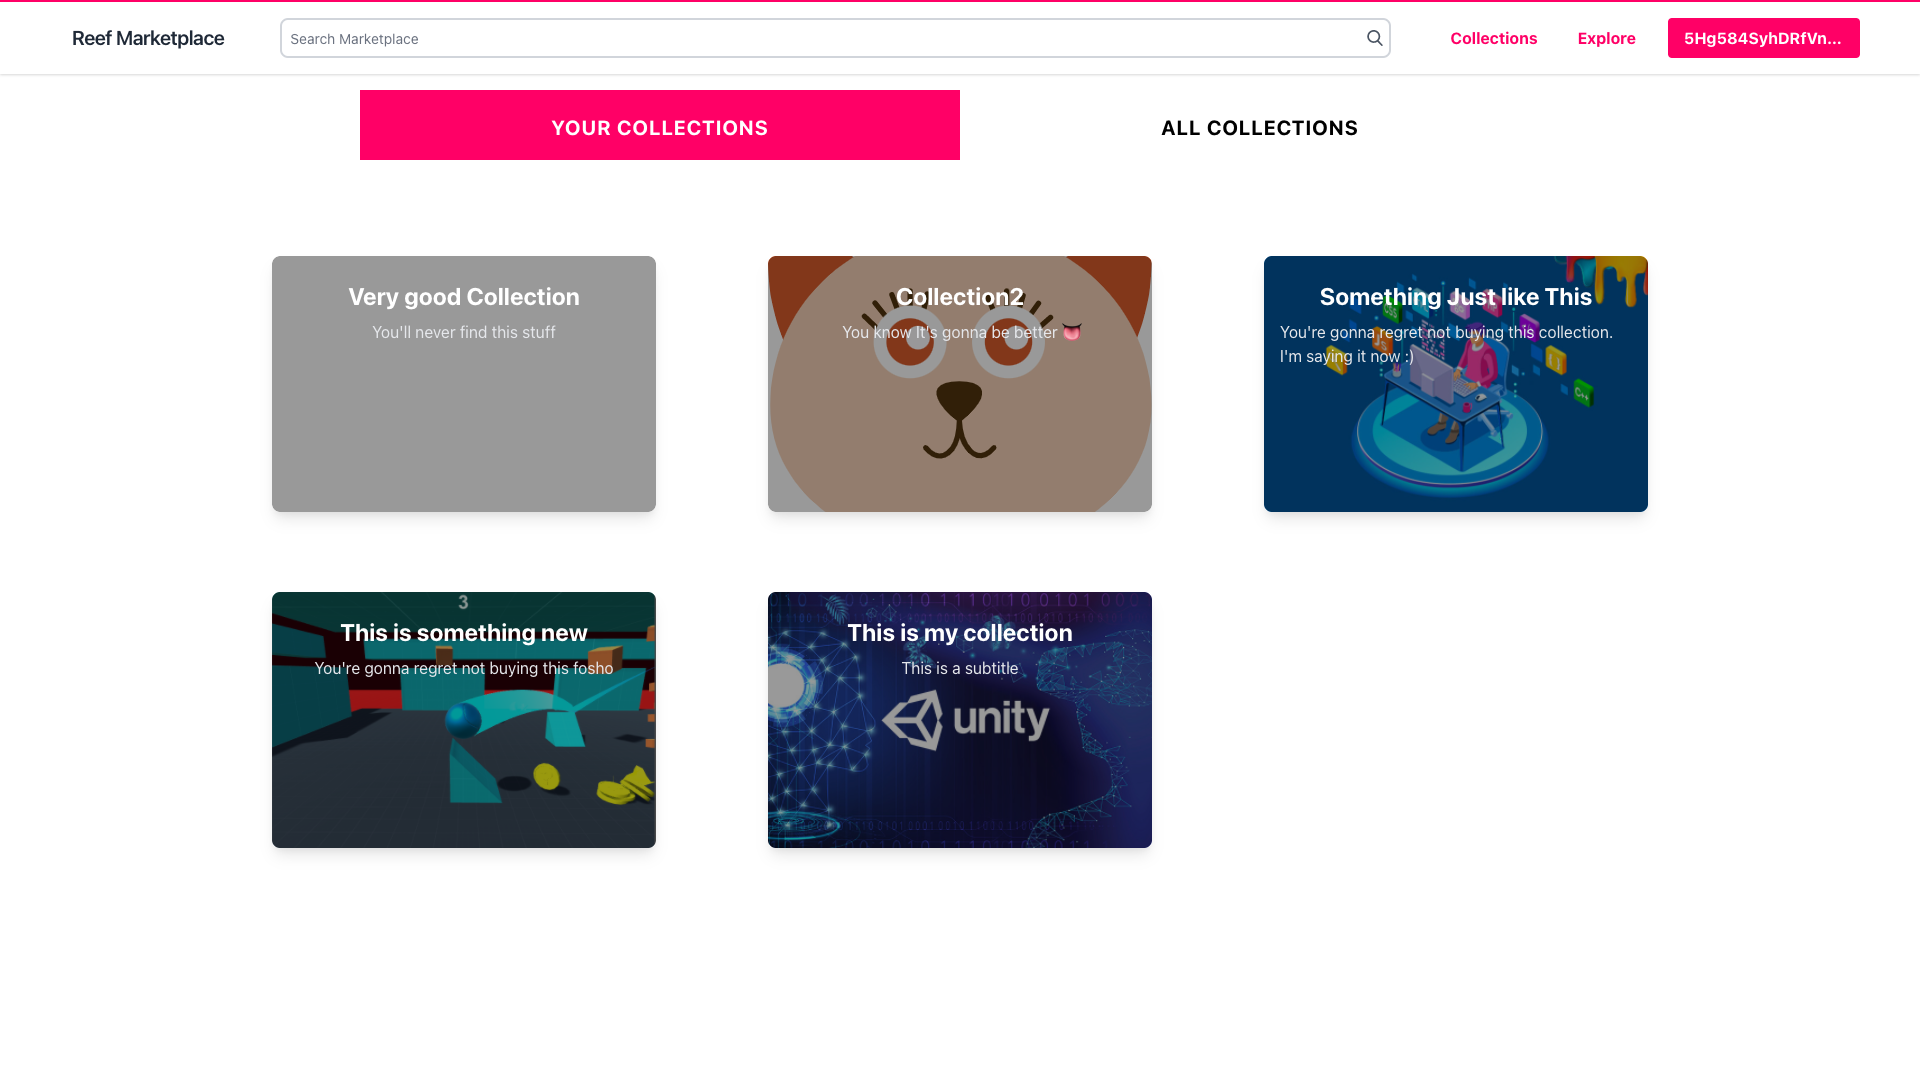 Reef Marketplace
Search Marketplace
Collections
Explore
5Hg584SyhDRfVn...
YOUR COLLECTIONS
ALL COLLECTIONS
Very good Collection
You'll never find this stuff
Collection2
You know It's gonna be better 👅
Something Just like This
You're gonna regret not buying this collection.
I'm saying it now :)
CSS
JS
C++
3
This is something new
You're gonna regret not buying this fosho
This is my collection
This is a subtitle
unity